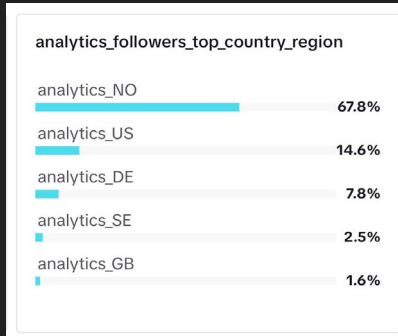 analytics_followers_top_country_region
analytics_NO
67.8%
analytics_US
14.6%
analytics_DE
7.8%
analytics_SE
2.5%
analytics_GB
1.6%